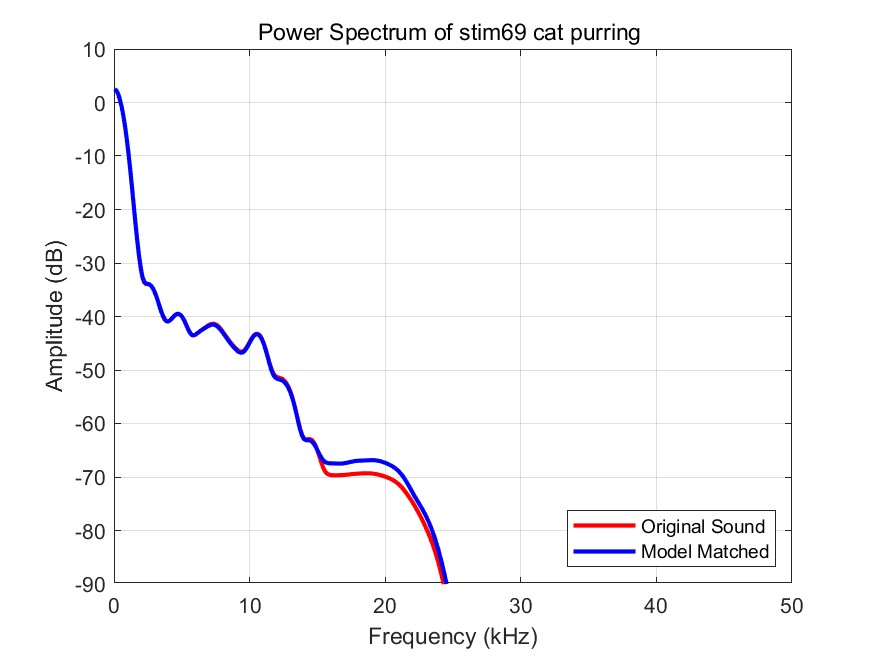 Power Spectrum of stim69 cat purring
10
0
-10
-20
-30
-40
-50
-60
-70
-80
-90
Amplitude (dB)
0 10 20 30 40 50
Frequency (kHz)
Original Sound
Model Matched